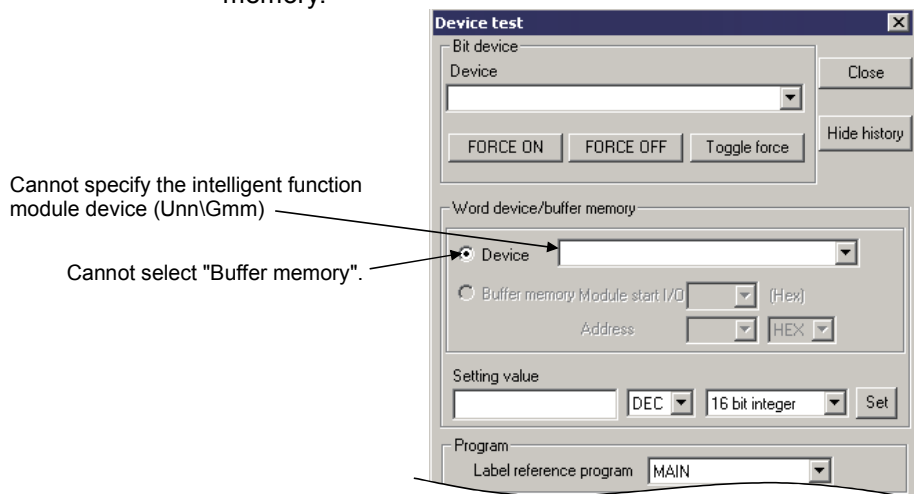 memory.
Device test
Bit device
Device
Close
Hide history
FORCE ON FORCE OFF Toggle force
Cannot specify the intelligent function
module device (Unn\Gmm)
Word device/buffer memory
Device
Cannot select "Buffer memory".
Buffer memory Module start I/O (Hex)
Address HEX
Setting value
DEC 16 bit integer Set
Program
Label reference program MAIN